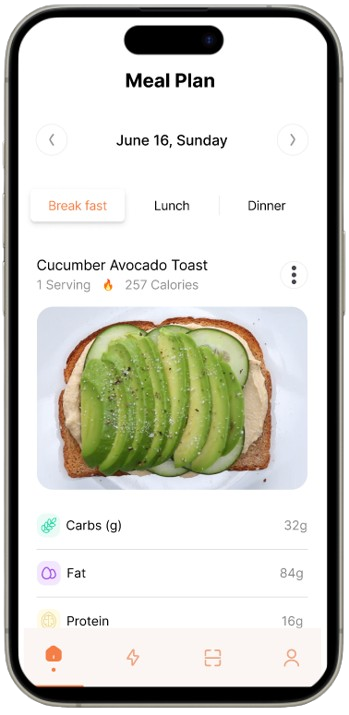 Meal Plan
June 16, Sunday
Break fast Lunch Dinner
Cucumber Avocado Toast
1 Serving 257 Calories
Carbs (g) 32g
Fat 84g
Protein 16g